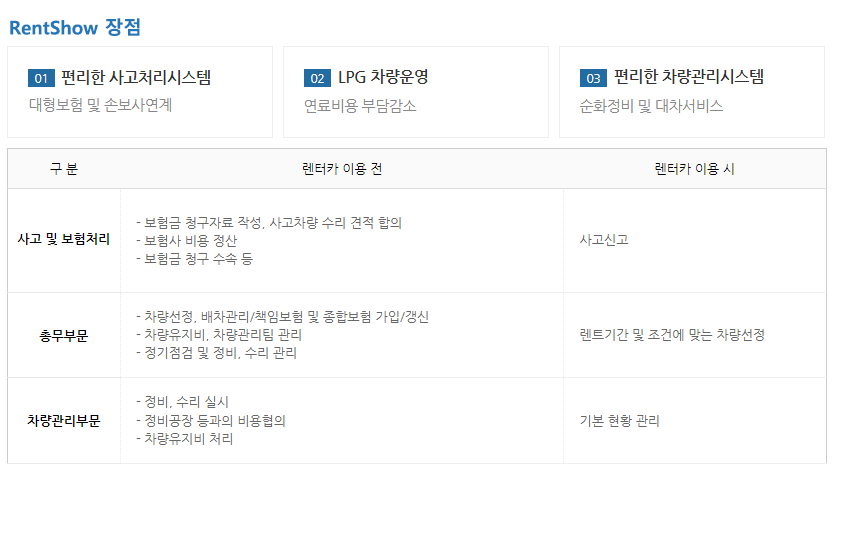 RentShow 장점
01 편리한 사고처리시스템
대형보험 및 손보사연계
02 LPG 차량운영
연료비용 부담감소
03 편리한 차량관리시스템
순화정비 및 대차서비스
구 분 렌터카 이용 전 렌터카 이용 시
사고 및 보험처리
- 보험금 청구자료 작성, 사고차량 수리 견적 합의
- 보험사 비용 정산
- 보험금 청구 수속 등
사고신고
총무부문
- 차량선정, 배차관리/책임보험 및 종합보험 가입/갱신
- 차량유지비, 차량관리팀 관리
- 정기점검 및 정비, 수리 관리
렌트기간 및 조건에 맞는 차량선정
차량관리부문
- 정비, 수리 실시
- 정비공장 등과의 비용협의
- 차량유지비 처리
기본 현황 관리